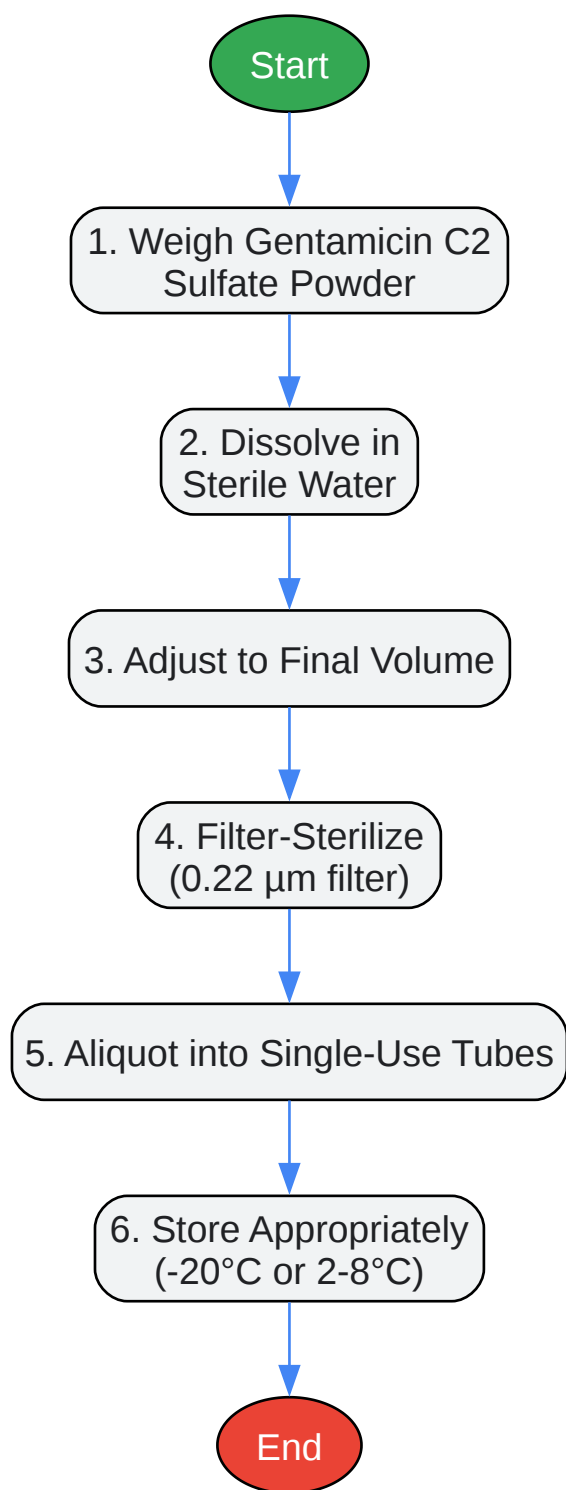 Start
1. Weigh Gentamicin C2
Sulfate Powder
2. Dissolve in
Sterile Water
3. Adjust to Final Volume
4. Filter-Sterilize
(0.22 µm filter)
5. Aliquot into Single-Use Tubes
6. Store Appropriately
(-20°C or 2-8°C)
End